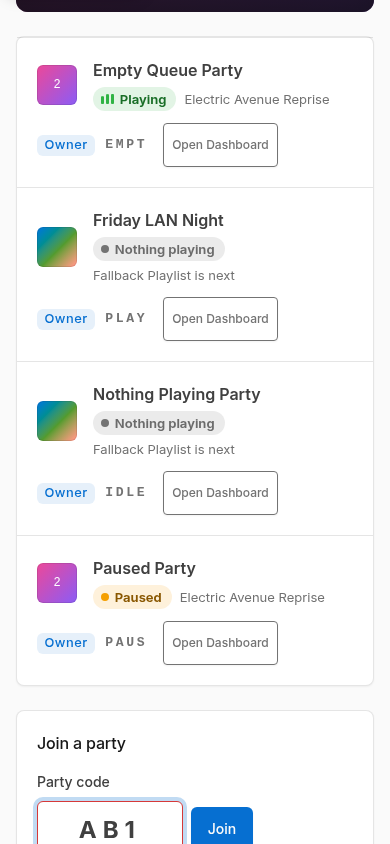 2
Empty Queue Party
Playing Electric Avenue Reprise
Owner EMPT Open Dashboard
Friday LAN Night
Nothing playing
Fallback Playlist is next
Owner PLAY Open Dashboard
Nothing Playing Party
Nothing playing
Fallback Playlist is next
Owner IDLE Open Dashboard
2
Paused Party
Paused Electric Avenue Reprise
Owner PAUS Open Dashboard
Join a party
Party code
AB1 Join